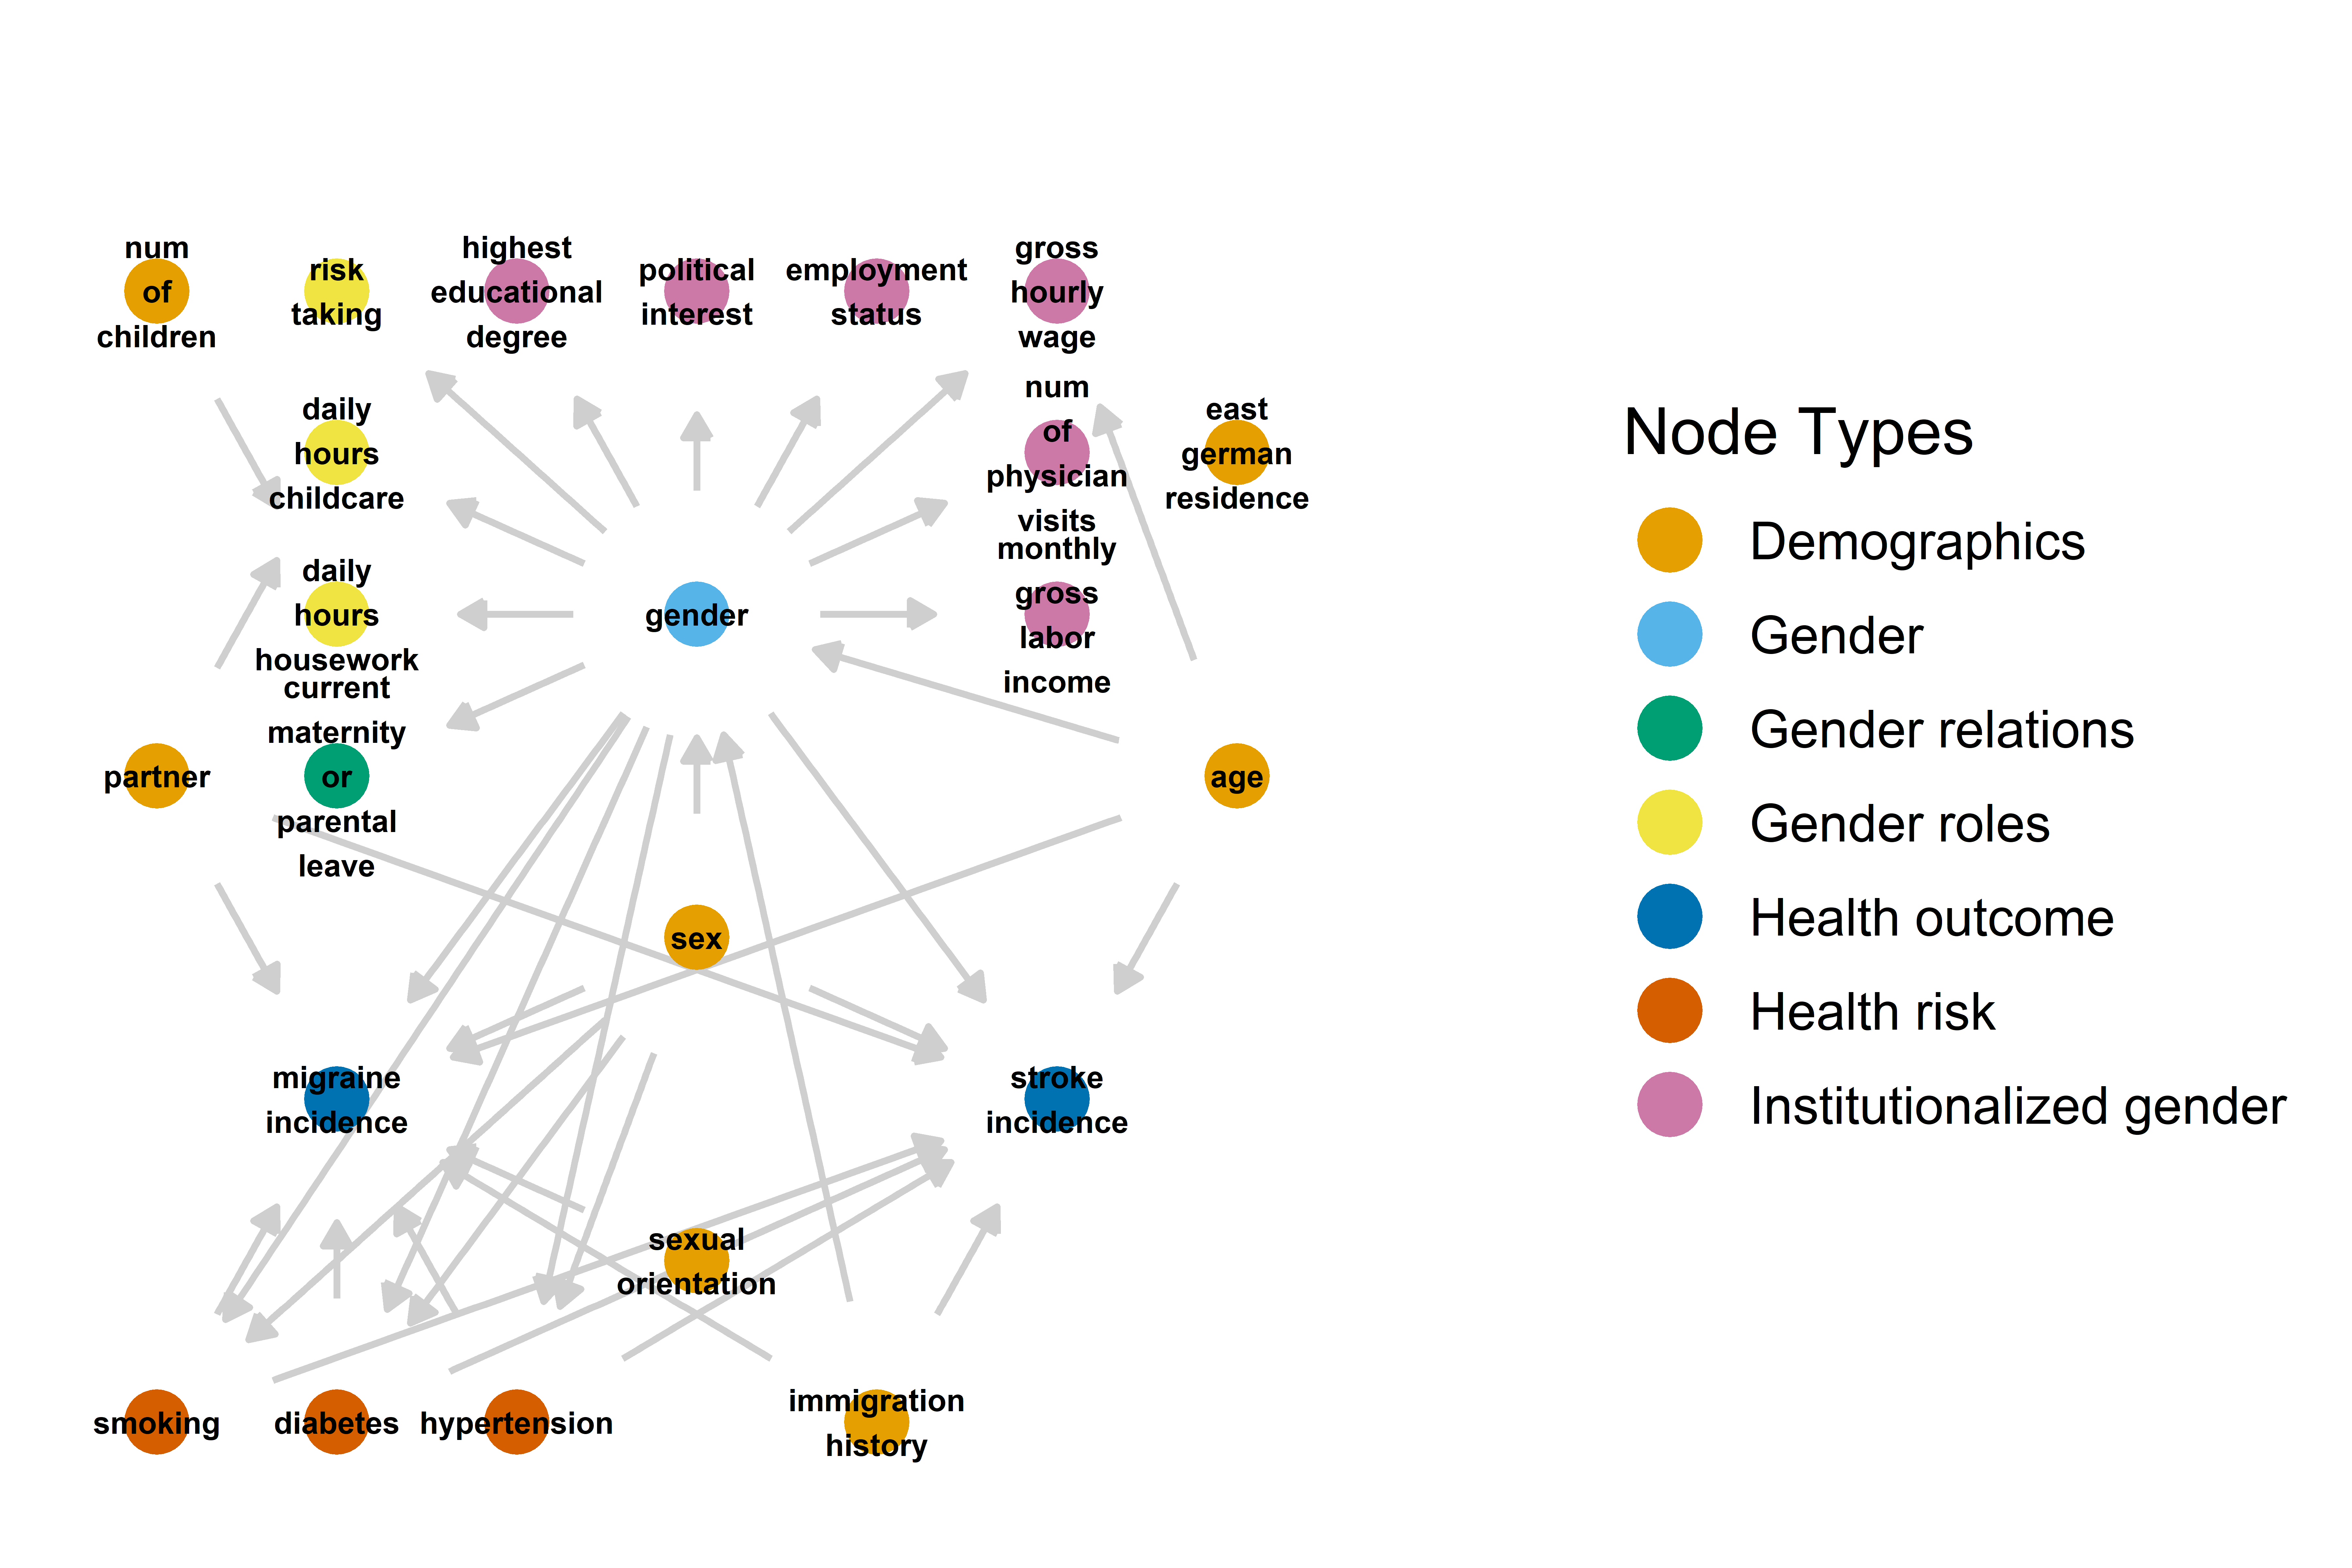 num
of
children
risk
taking
highest
educational
degree
political
interest
employment
status
gross
hourly
wage
daily
hours
childcare
num
of
physician
visits
east
german
residence
daily
hours
housework
gender
monthly
gross
labor
income
partner
current
maternity
or
parental
leave
age
sex
migraine
incidence
stroke
incidence
sexual
orientation
smoking
diabetes
hypertension
immigration
history
Node Types
Demographics
Gender
Gender relations
Gender roles
Health outcome
Health risk
Institutionalized gender